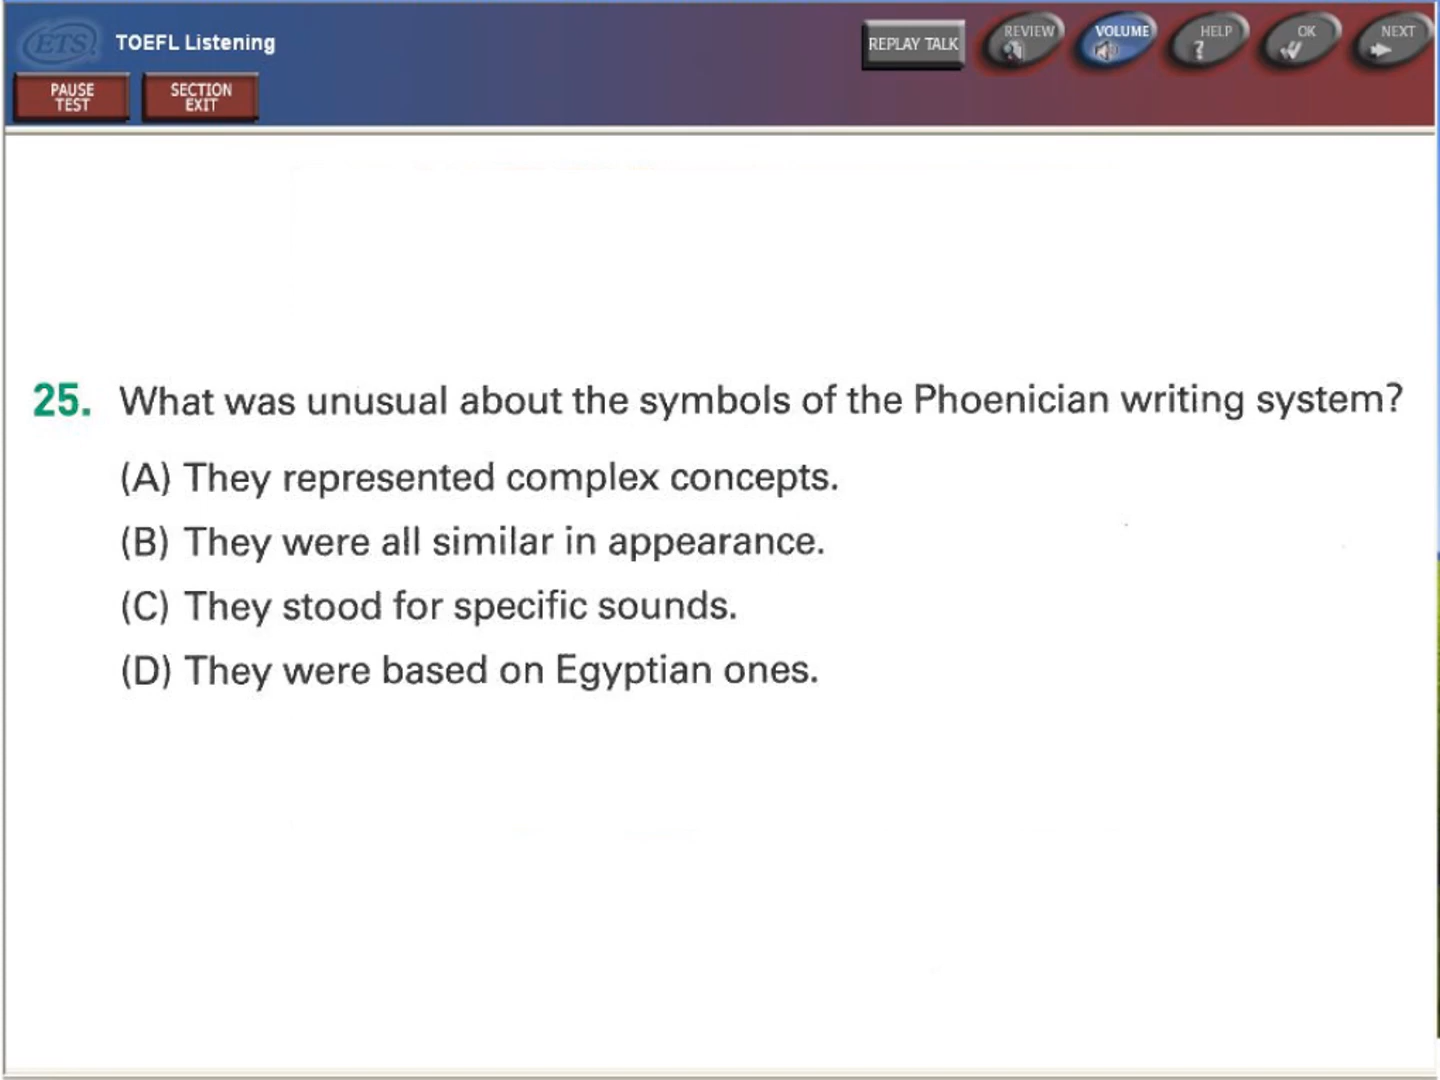 ETS TOEFL Listening
REPLAY TALK
REVIEW
VOLUME
HELP
?
OK
NEXT
PAUSE
TEST
SECTION
EXIT
25. What was unusual about the symbols of the Phoenician writing system?
(A) They represented complex concepts.
(B) They were all similar in appearance.
(C) They stood for specific sounds.
(D) They were based on Egyptian ones.